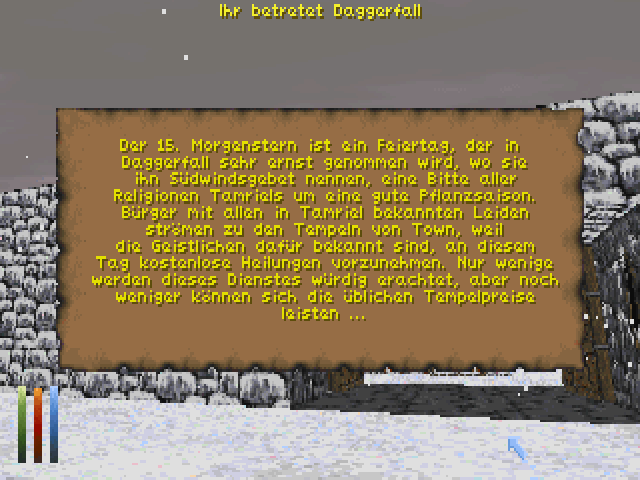 Ihr betretet Daggerfall
Der 15. Morgenstern ist ein Feiertag, der in
Daggerfall sehr ernst genommen wird, wo sie
ihn Südwindsgebet nennen, eine Bitte aller
Religionen Tamriels um eine gute Pflanzsaison.
Bürger mit allen in Tamriel bekannten Leiden
strömen zu den Tempeln von Town, weil
die Geistlichen dafür bekannt sind, an diesem
Tag kostenlose Heilungen vorzunehmen. Nur wenige
werden dieses Dienstes würdig erachtet, aber noch
weniger können sich die üblichen Tempelpreise
leisten ...